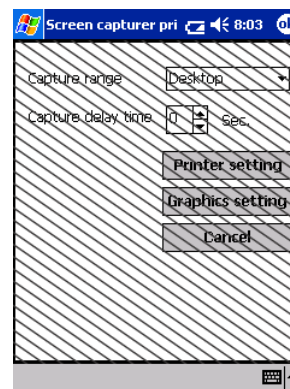 Screen capturer pri 8:03 ok
Capture range Desktop
Capture delay time 0 Sec.
Printer setting
Graphics setting
Cancel